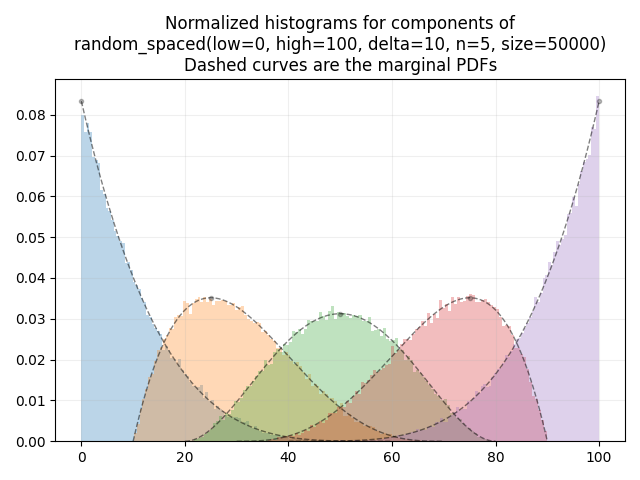 Normalized histograms for components of
random_spaced(low=0, high=100, delta=10, n=5, size=50000)
Dashed curves are the marginal PDFs
0.08
0.07
0.06
0.05
0.04
0.03
0.02
0.01
0.00
0 20 40 60 80 100